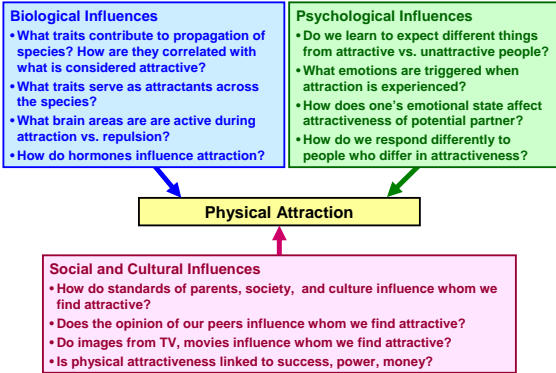 Biological Influences
• What traits contribute to propagation of
species? How are they correlated with
what is considered attractive?
• What traits serve as attractants across
the species?
• What brain areas are are active during
attraction vs. repulsion?
• How do hormones influence attraction?
Psychological Influences
• Do we learn to expect different things
from attractive vs. unattractive people?
• What emotions are triggered when
attraction is experienced?
• How does one’s emotional state affect
attractiveness of potential partner?
• How do we respond differently to
people who differ in attractiveness?
Physical Attraction
Social and Cultural Influences
• How do standards of parents, society, and culture influence whom we
find attractive?
• Does the opinion of our peers influence whom we find attractive?
• Do images from TV, movies influence whom we find attractive?
• Is physical attractiveness linked to success, power, money?